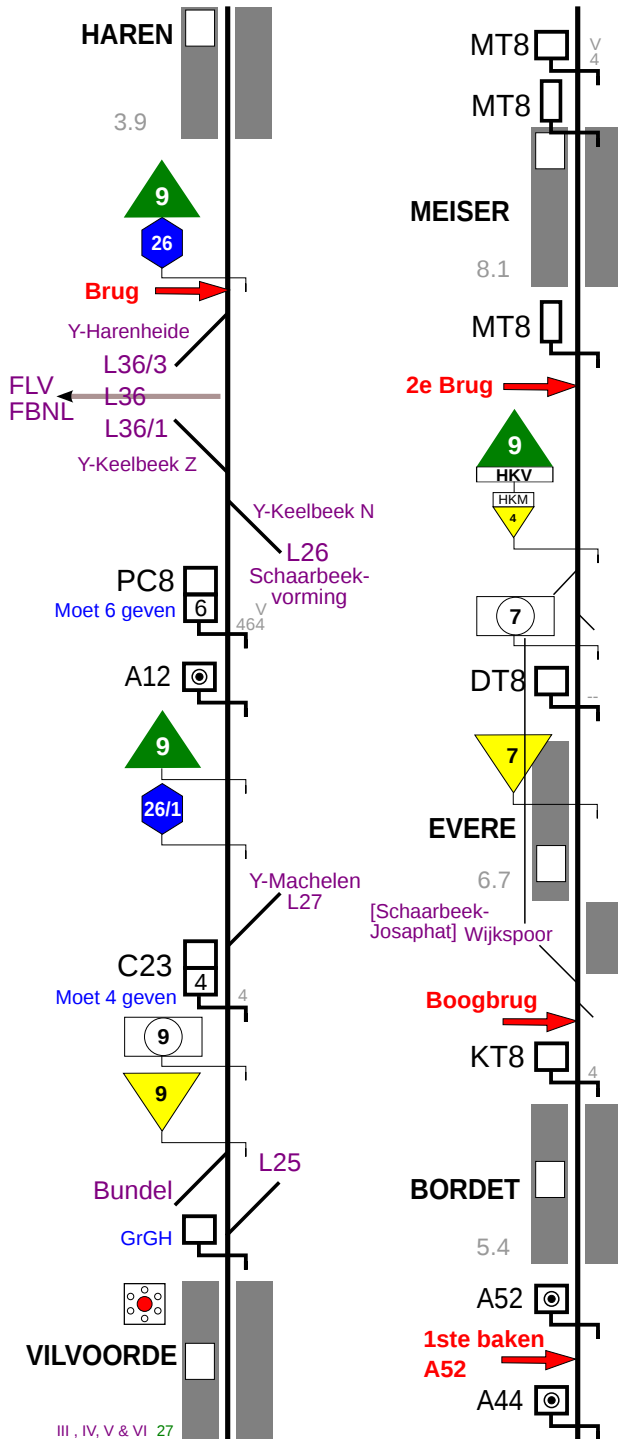 HAREN
3.9
9
26
Brug
Y-Harenheide
L36/3
FLV
FBNL
L36
L36/1
Y-Keelbeek Z
Y-Keelbeek N
L26
Schaarbeek-
vorming
PC8
Moet 6 geven
6
V
464
A12
9
26/1
Y-Machelen
L27
C23
Moet 4 geven
4
4
9
9
Bundel
L25
GrGH
VILVOORDE
III , IV, V & VI 27
MT8
V
4
MT8
MEISER
8.1
MT8
2e Brug
9
HKV
HKM
4
7
DT8
--
7
EVERE
6.7
[Schaarbeek-
Josaphat] Wijkspoor
Boogbrug
KT8
4
BORDET
5.4
A52
1ste baken
A52
A44